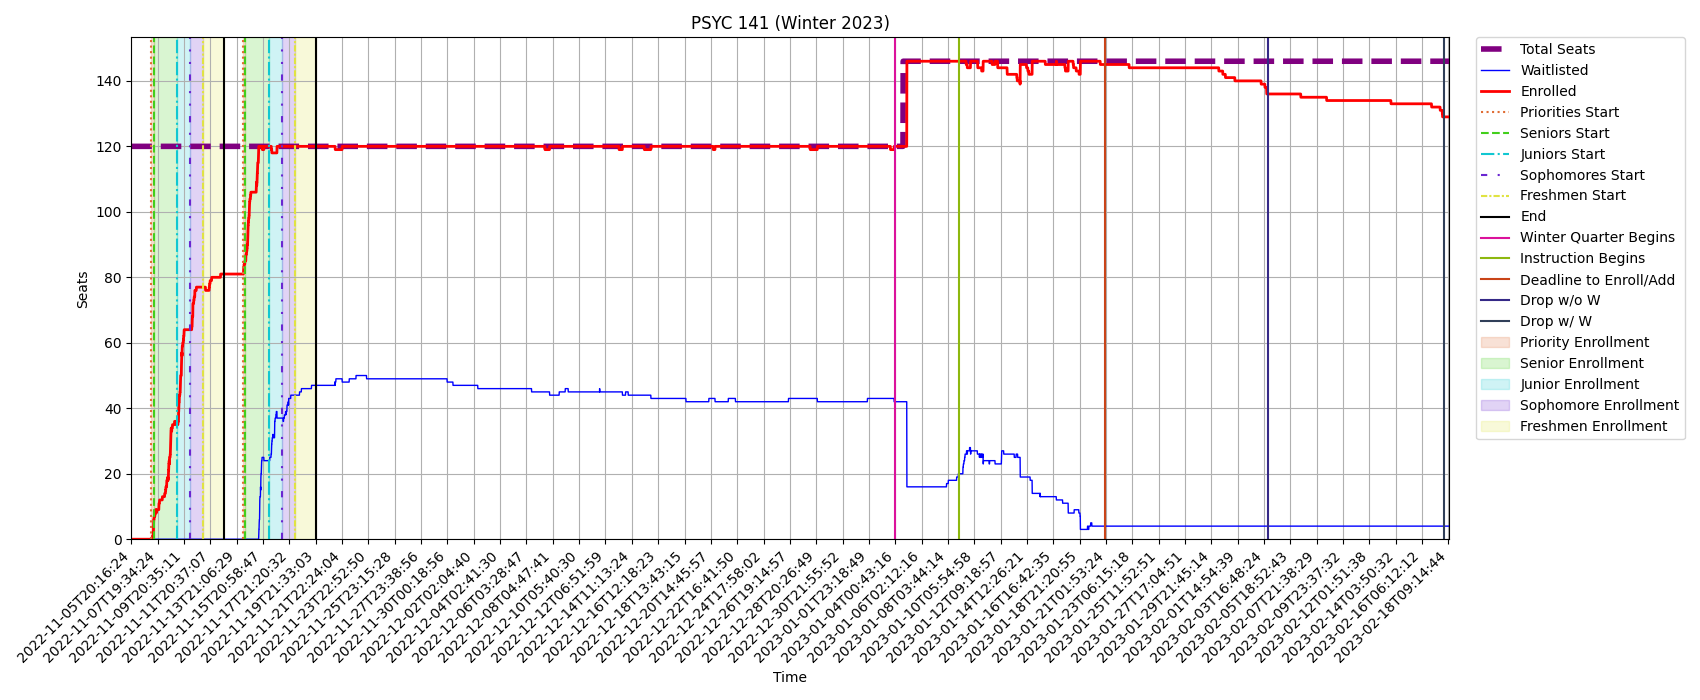 PSYC 141 (Winter 2023)
Seats
140
120
100
80
60
40
20
0
2022-11-05T20:16:24
2022-11-07T19:34:24
2022-11-09T20:35:11
2022-11-11T20:37:07
2022-11-13T21:06:29
2022-11-15T20:58:47
2022-11-17T21:20:32
2022-11-19T21:33:03
2022-11-21T22:24:04
2022-11-23T22:52:50
2022-11-25T23:15:28
2022-11-27T23:38:56
2022-11-30T00:18:56
2022-12-02T02:04:40
2022-12-04T02:41:30
2022-12-06T03:28:47
2022-12-08T04:47:41
2022-12-10T05:40:30
2022-12-12T06:51:59
2022-12-14T11:13:24
2022-12-16T12:18:23
2022-12-18T13:43:15
2022-12-20T14:45:57
2022-12-22T16:41:50
2022-12-24T17:58:02
2022-12-26T19:14:57
2022-12-28T20:26:49
2022-12-30T21:55:52
2023-01-01T23:18:49
2023-01-04T00:43:16
2023-01-06T02:12:16
2023-01-08T03:44:14
2023-01-10T05:54:58
2023-01-12T09:18:57
2023-01-14T12:26:21
2023-01-16T16:42:35
2023-01-18T21:20:55
2023-01-21T01:53:24
2023-01-23T06:15:18
2023-01-25T11:52:51
2023-01-27T17:04:51
2023-01-29T21:45:14
2023-02-01T14:54:39
2023-02-03T16:48:24
2023-02-05T18:52:43
2023-02-07T21:38:29
2023-02-09T23:37:32
2023-02-12T01:51:38
2023-02-14T03:50:32
2023-02-16T06:12:12
2023-02-18T09:14:44
Time
Total Seats
Waitlisted
Enrolled
Priorities Start
Seniors Start
Juniors Start
Sophomores Start
Freshmen Start
End
Winter Quarter Begins
Instruction Begins
Deadline to Enroll/Add
Drop w/o W
Drop w/ W
Priority Enrollment
Senior Enrollment
Junior Enrollment
Sophomore Enrollment
Freshmen Enrollment